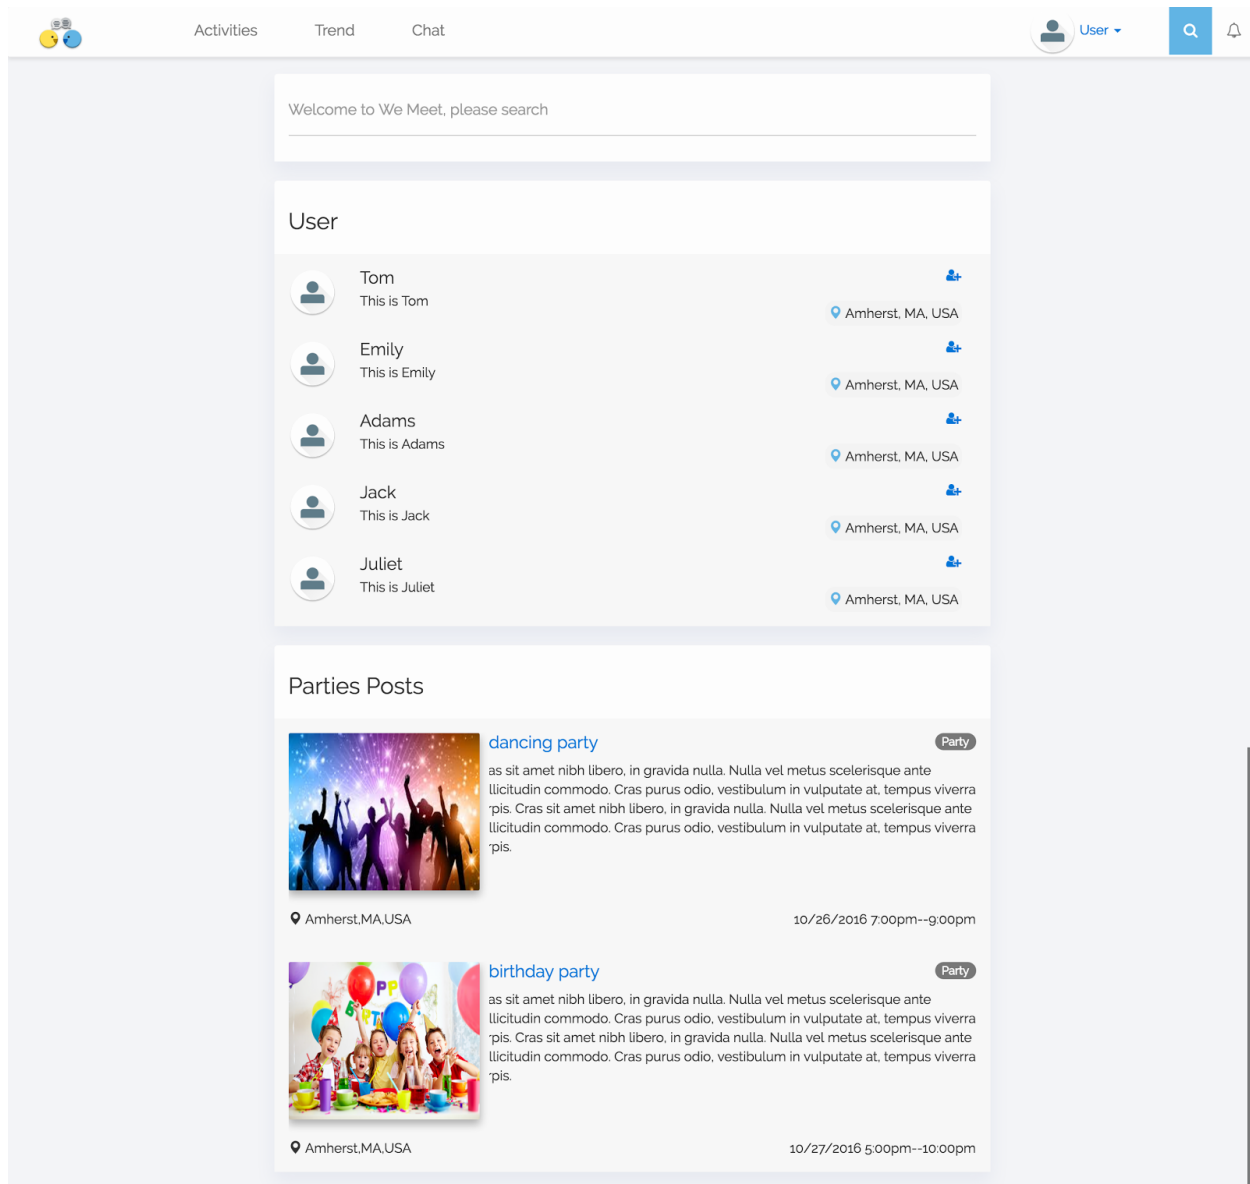 Activities
Trend
Chat
User
Welcome to We Meet, please search
User
Tom
This is Tom
Amherst, MA, USA
Emily
This is Emily
Amherst, MA, USA
Adams
This is Adams
Amherst, MA, USA
Jack
This is Jack
Amherst, MA, USA
Juliet
This is Juliet
Amherst, MA, USA
Parties Posts
dancing party
Party
as sit amet nibh libero, in gravida nulla. Nulla vel metus scelerisque ante
llicitudin commodo. Cras purus odio, vestibulum in vulputate at, tempus viverra
rpis. Cras sit amet nibh libero, in gravida nulla. Nulla vel metus scelerisque ante
llicitudin commodo. Cras purus odio, vestibulum in vulputate at, tempus viverra
rpis.
Amherst,MA,USA
10/26/2016 7:00pm--9:00pm
birthday party
Party
as sit amet nibh libero, in gravida nulla. Nulla vel metus scelerisque ante
llicitudin commodo. Cras purus odio, vestibulum in vulputate at, tempus viverra
rpis. Cras sit amet nibh libero, in gravida nulla. Nulla vel metus scelerisque ante
llicitudin commodo. Cras purus odio, vestibulum in vulputate at, tempus viverra
rpis.
Amherst,MA,USA
10/27/2016 5:00pm--10:00pm